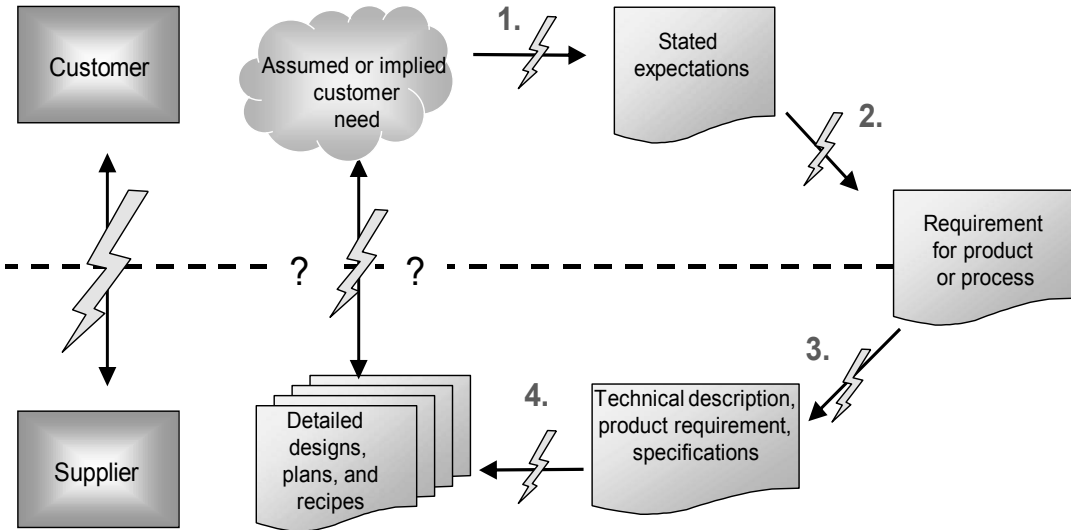 Customer
Assumed or implied
customer
need
1.
Stated
expectations
2.
Requirement
for product
or process
? ?
3.
Technical description,
product requirement,
specifications
4.
Detailed
designs,
plans, and
recipes
Supplier